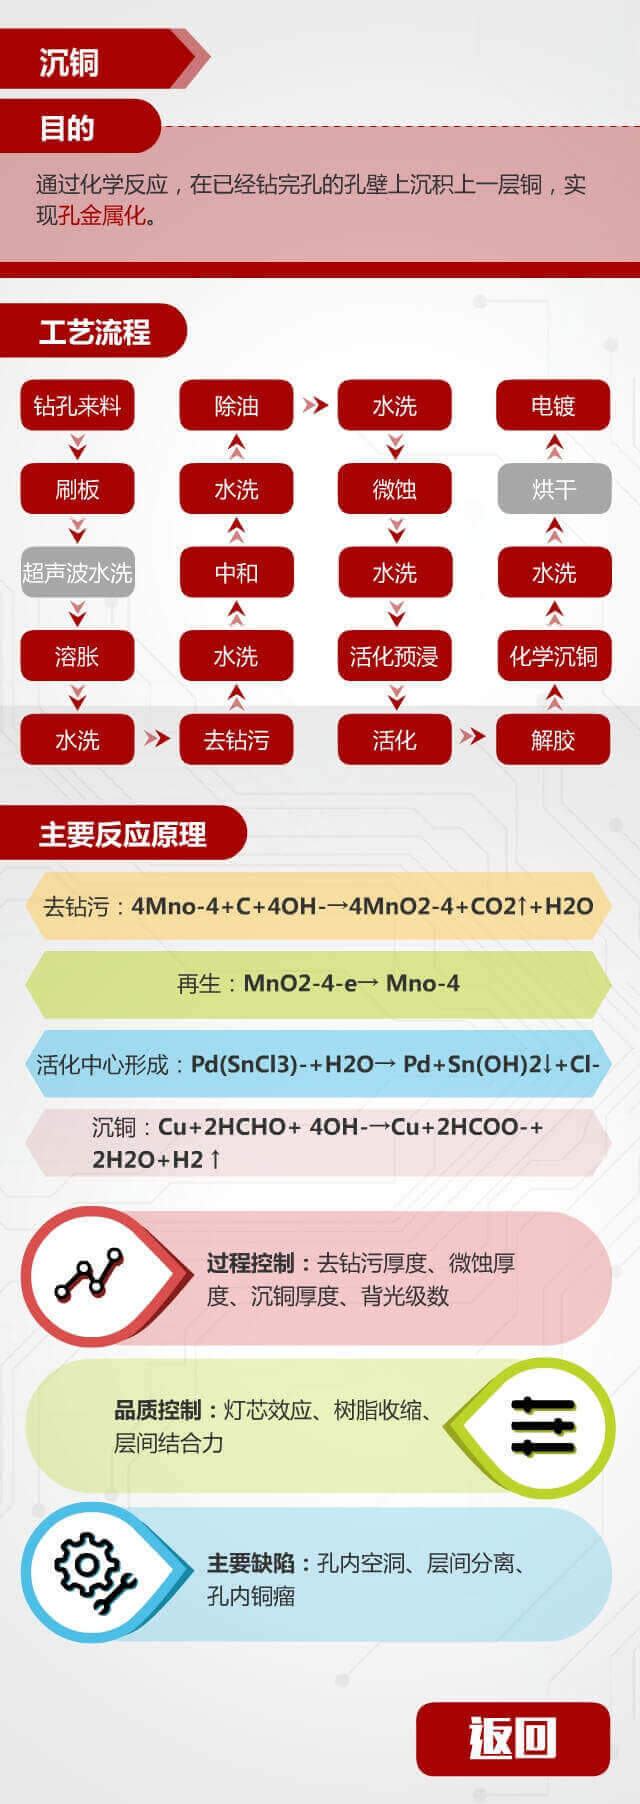 沉铜
目的
通过化学反应，在已经钻完孔的孔壁上沉积上一层铜，实
现孔金属化。
工艺流程
钻孔来料
刷板
超声波水洗
溶胀
水洗
去钻污
水洗
中和
水洗
除油
水洗
微蚀
水洗
活化预浸
活化
解胶
化学沉铜
水洗
烘干
电镀
主要反应原理
去钻污：4Mno-4+C+4OH-→4MnO2-4+CO2↑+H2O
再生：MnO2-4-e→ Mno-4
活化中心形成：Pd(SnCl3)-+H2O→ Pd+Sn(OH)2↓+Cl-
沉铜：Cu+2HCHO+ 4OH-→Cu+2HCOO-+
2H2O+H2 ↑
过程控制：去钻污厚度、微蚀厚
度、沉铜厚度、背光级数
品质控制：灯芯效应、树脂收缩、
层间结合力
主要缺陷：孔内空洞、层间分离、
孔内铜瘤
返回